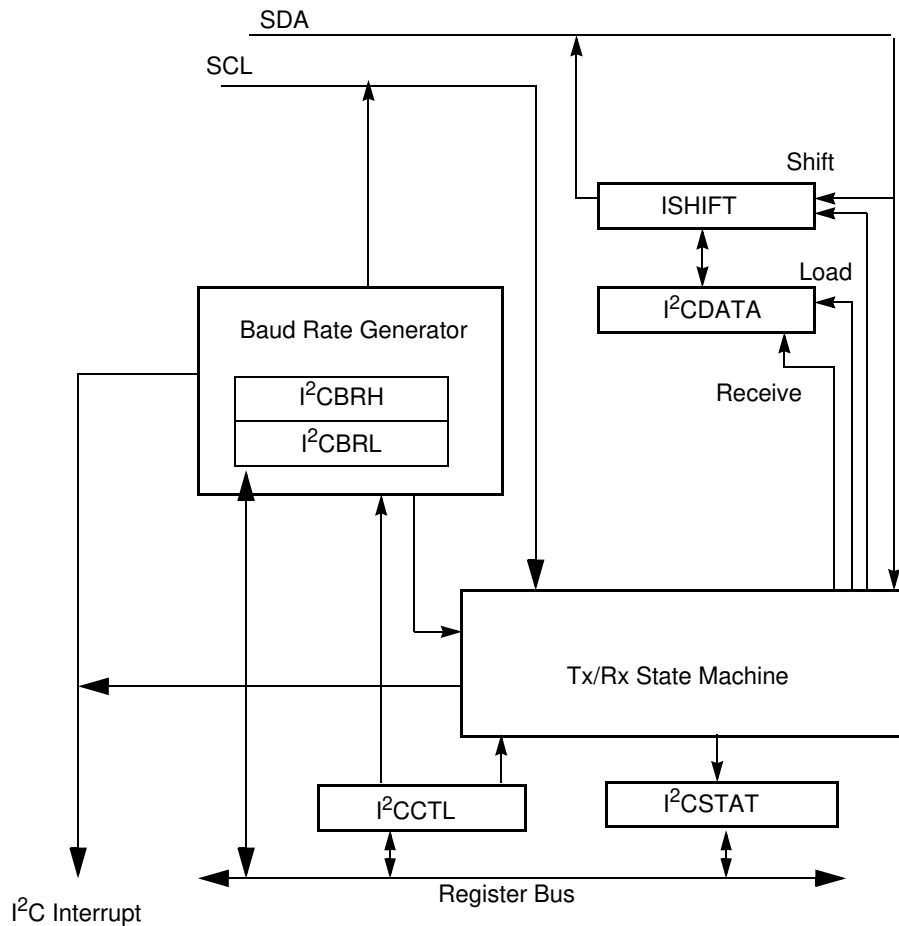 SDA
SCL
Shift
ISHIFT
Load
I²CDATA
Baud Rate Generator
I²CBRH
Receive
I²CBRL
Tx/Rx State Machine
I²CCTL
I²CSTAT
Register Bus
I²C Interrupt